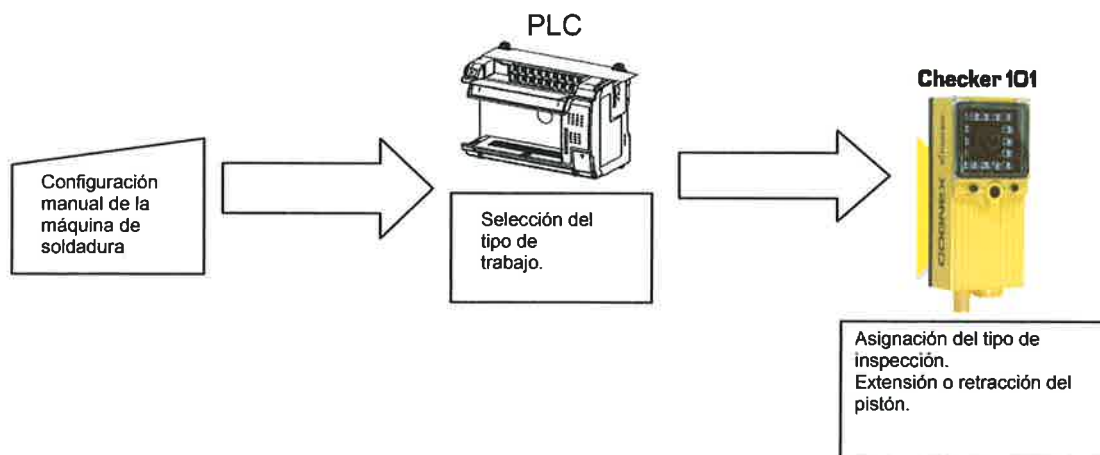 PLC
Checker 101
COGNEX
Configuración
manual de la
máquina de
soldadura
Selección del
tipo de
trabajo.
Asignación del tipo de
inspección.
Extensión o retracción del
pistón.